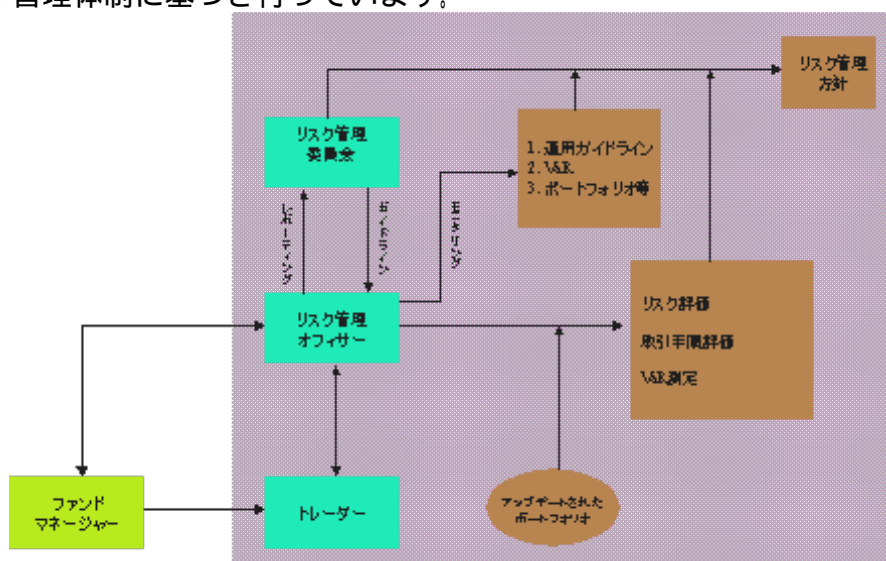 管理体制に基づき行っています。
リスク管理
方針
リスク管理
委員会
1.運用ガイドライン
2.VaR
3.ポートフォリオ等
レポーティング
ガイドライン
モニタリング
リスク管理
オフィサー
リスク評価
取引手法評価
VaR測定
ファンド
マネージャー
トレーダー
アップデートされた
ポートフォリオ